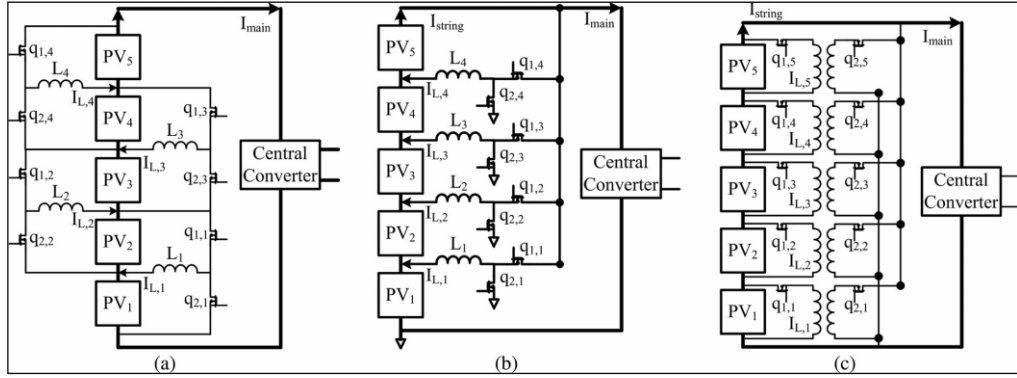 I_main
q_1,4
PV_5
L_4
I_L,4
q_1,3
q_2,4
PV_4
L_3
I_L,3
q_1,2
PV_3
q_2,3
L_2
I_L,2
q_1,1
q_2,2
PV_2
L_1
I_L,1
PV_1
q_2,1
Central
Converter
(a)
I_string
I_main
PV_5
L_4
q_1,4
I_L,4
q_2,4
PV_4
L_3
q_1,3
I_L,3
q_2,3
PV_3
L_2
q_1,2
I_L,2
q_2,2
PV_2
L_1
q_1,1
I_L,1
q_2,1
PV_1
Central
Converter
(b)
I_string
I_main
PV_5
q_1,5
q_2,5
I_L,5
PV_4
q_1,4
q_2,4
I_L,4
PV_3
q_1,3
q_2,3
I_L,3
PV_2
q_1,2
q_2,2
I_L,2
PV_1
q_1,1
q_2,1
I_L,1
Central
Converter
(c)